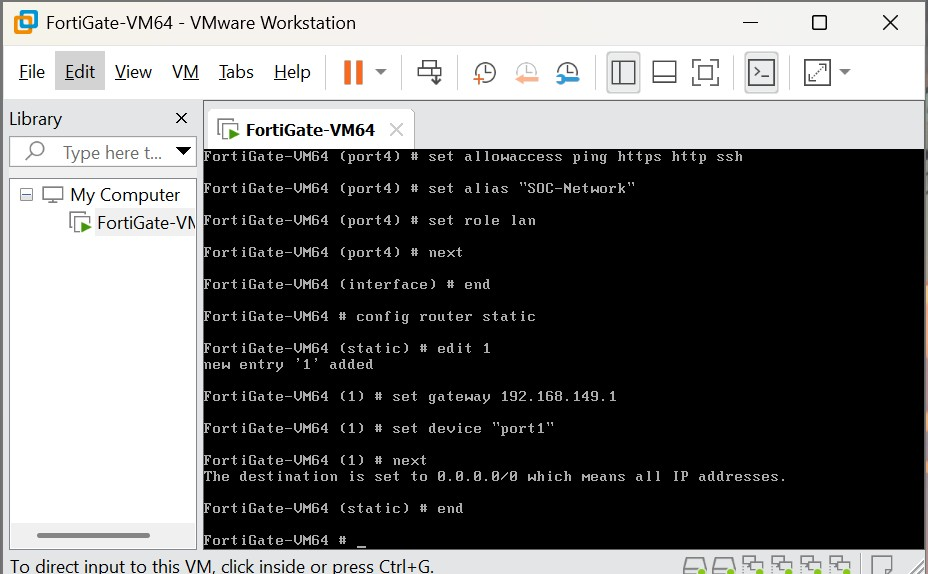 FortiGate-VM64 - VMware Workstation
File Edit View VM Tabs Help
Library
FortiGate-VM64
Type here t...
My Computer
FortiGate-VM
FortiGate-VM64 (port4) # set allowaccess ping https http ssh
FortiGate-VM64 (port4) # set alias "SOC-Network"
FortiGate-VM64 (port4) # set role lan
FortiGate-VM64 (port4) # next
FortiGate-VM64 (interface) # end
FortiGate-VM64 # config router static
FortiGate-VM64 (static) # edit 1
new entry '1' added
FortiGate-VM64 (1) # set gateway 192.168.149.1
FortiGate-VM64 (1) # set device "port1"
FortiGate-VM64 (1) # next
The destination is set to 0.0.0.0/0 which means all IP addresses.
FortiGate-VM64 (static) # end
FortiGate-VM64 # _
To direct input to this VM, click inside or press Ctrl+G.